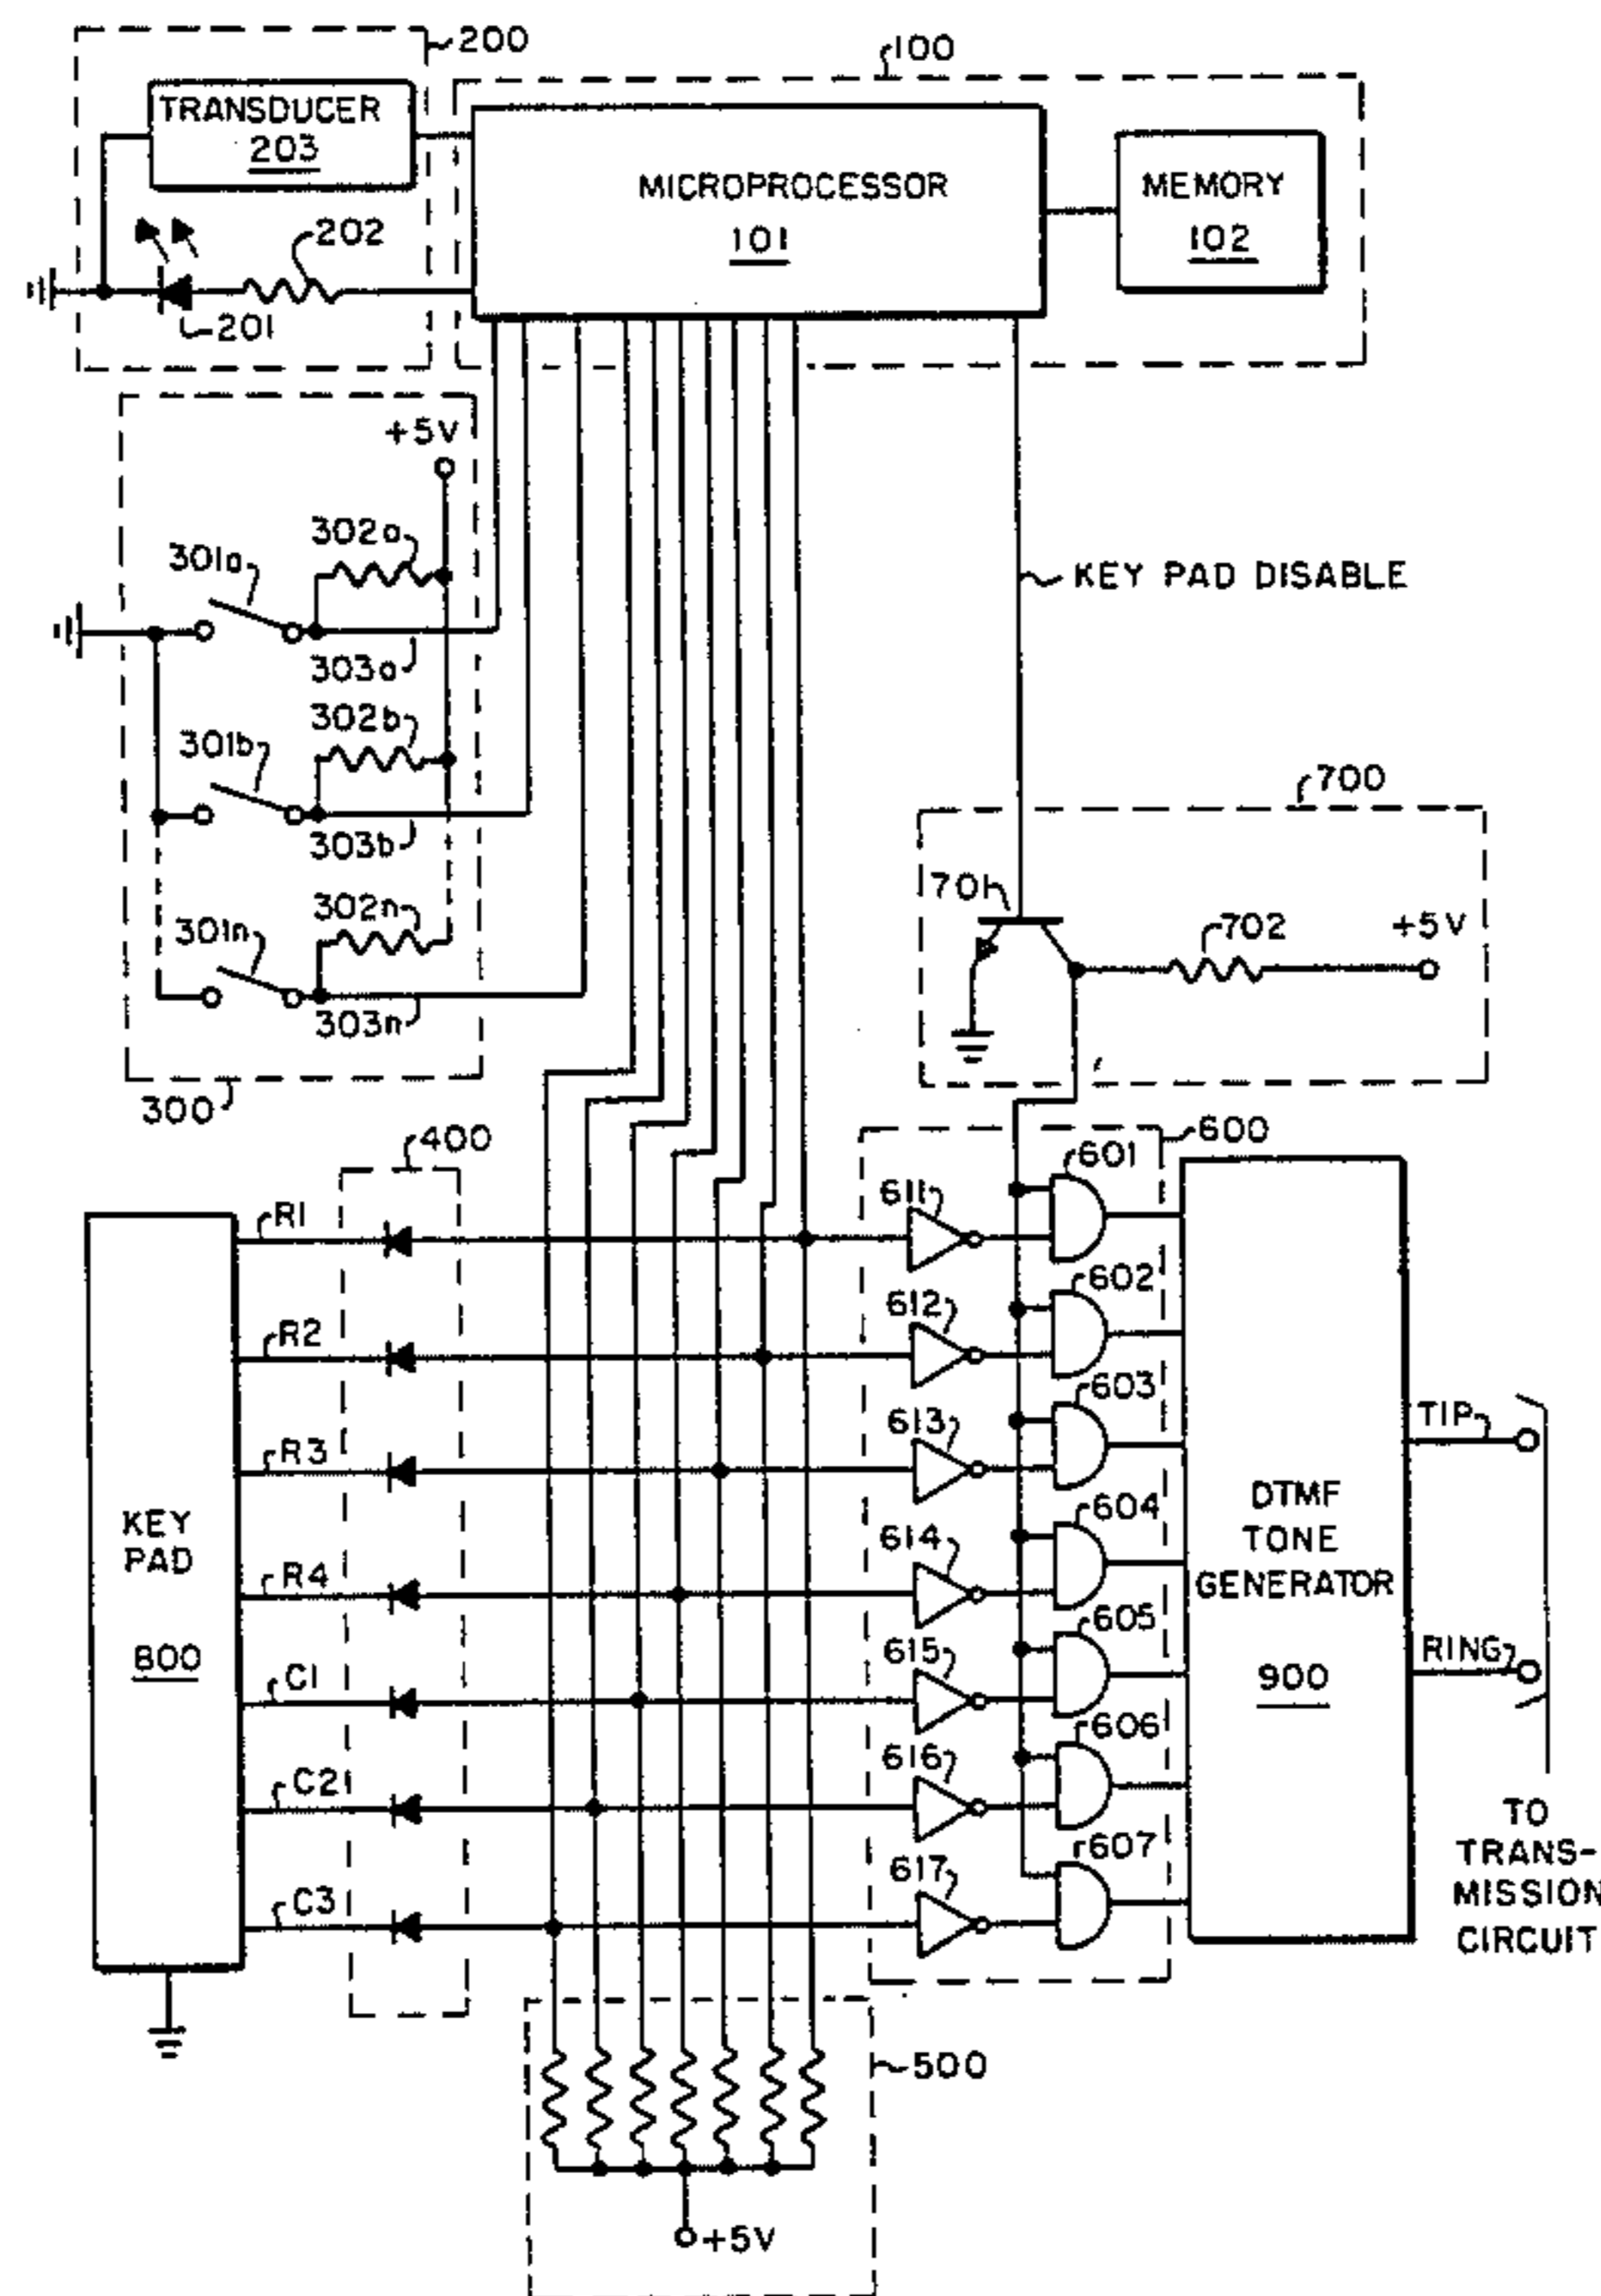 200
100
TRANSDUCER
203
MICROPROCESSOR
101
MEMORY
102
202
201
+5V
302a
301a
303a
KEY PAD DISABLE
302b
301b
303b
700
701
702
+5V
302n
301n
303n
300
400
600
601
611
R1
602
612
R2
603
613
R3
TIP
DTMF
TONE
GENERATOR
900
KEY
PAD
800
604
614
R4
605
615
C1
RING
606
616
C2
607
617
C3
TO
TRANS-
MISSION
CIRCUIT
500
+5V